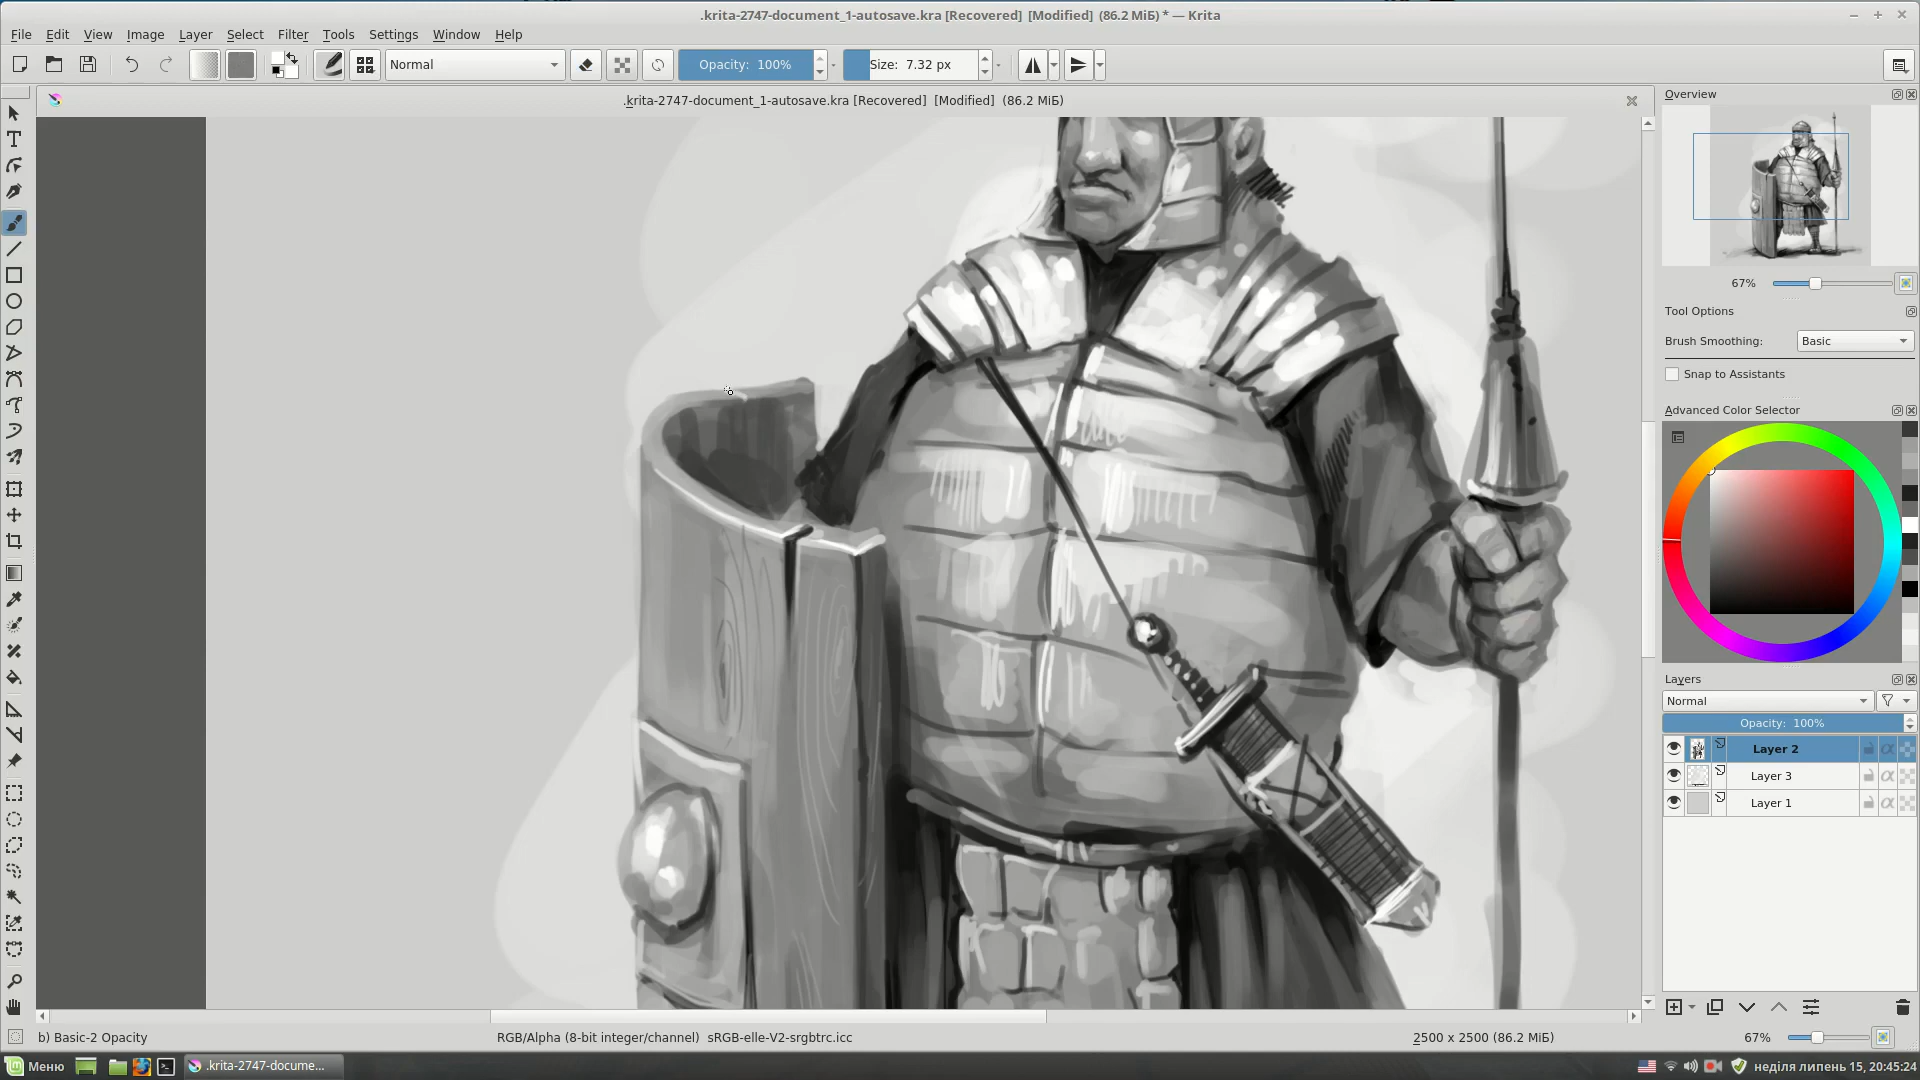 .krita-2747-document_1-autosave.kra [Recovered] [Modified] (86.2 МіБ) * — Krita
File Edit View Image Layer Select Filter Tools Settings Window Help
Normal
Opacity: 100%
Size: 7.32 px
.krita-2747-document_1-autosave.kra [Recovered] [Modified] (86.2 МіБ)
Overview
67%
Tool Options
Brush Smoothing: Basic
Snap to Assistants
Advanced Color Selector
Layers
Normal
Opacity: 100%
Layer 2
Layer 3
Layer 1
b) Basic-2 Opacity
RGB/Alpha (8-bit integer/channel) sRGB-elle-V2-srgbtrc.icc
2500 x 2500 (86.2 МіБ)
67%
Меню
.krita-2747-docume...
неділя липень 15, 20:45:24